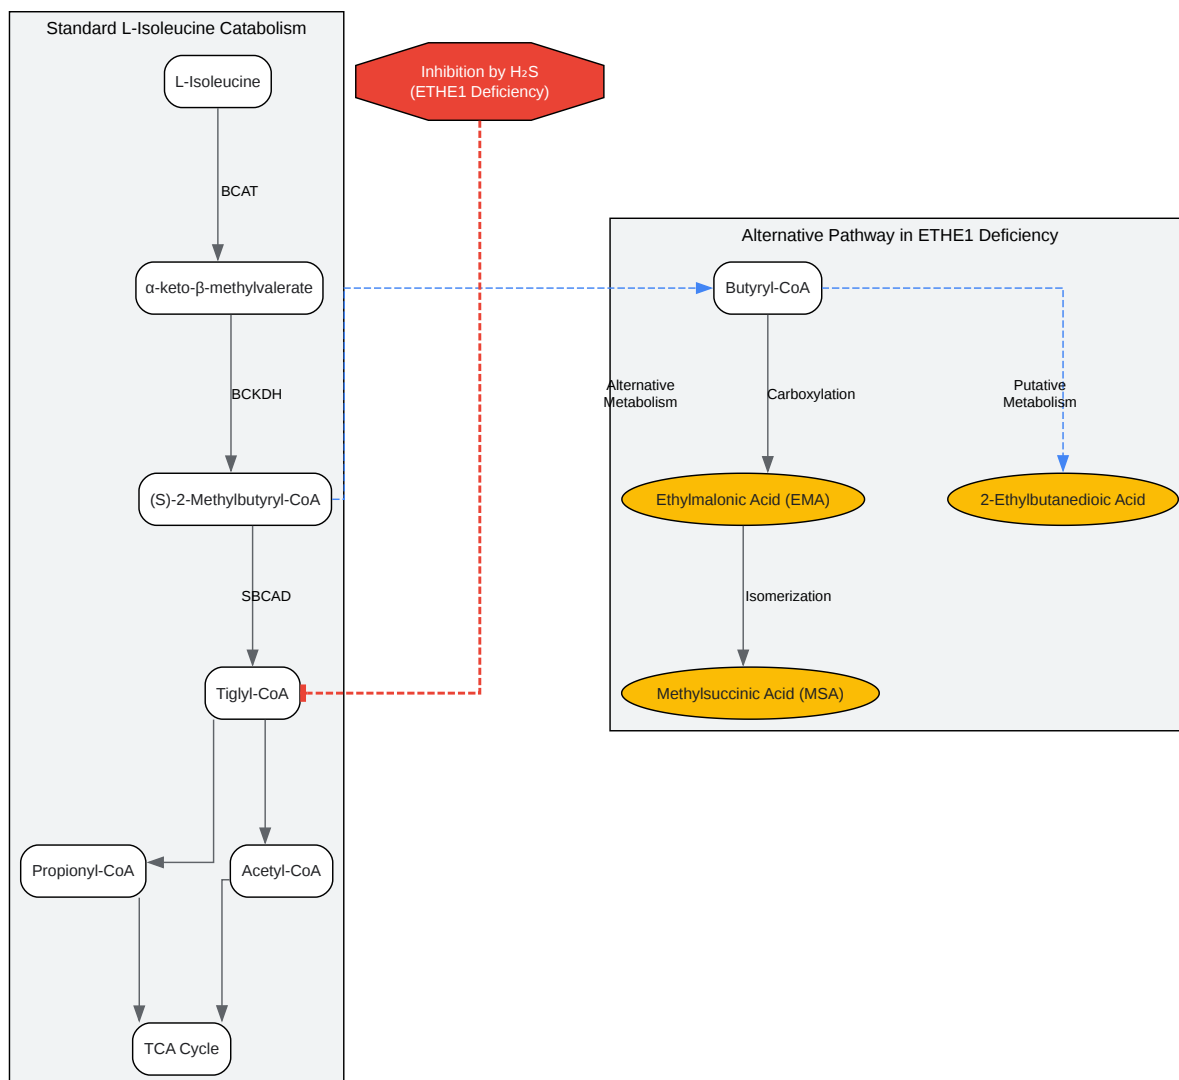 Standard L-Isoleucine Catabolism
L-Isoleucine
Inhibition by H₂S
(ETHE1 Deficiency)
BCAT
Alternative Pathway in ETHE1 Deficiency
α-keto-β-methylvalerate
Butyryl-CoA
BCKDH
Alternative
Metabolism
Carboxylation
Putative
Metabolism
(S)-2-Methylbutyryl-CoA
Ethylmalonic Acid (EMA)
2-Ethylbutanedioic Acid
SBCAD
Isomerization
Tiglyl-CoA
Methylsuccinic Acid (MSA)
Propionyl-CoA
Acetyl-CoA
TCA Cycle